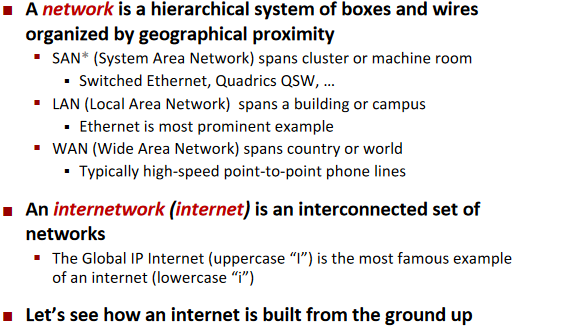 A network is a hierarchical system of boxes and wires
organized by geographical proximity
SAN* (System Area Network) spans cluster or machine room
Switched Ethernet, Quadrics QSW, …
LAN (Local Area Network)  spans a building or campus
Ethernet is most prominent example
WAN (Wide Area Network) spans country or world
Typically high-speed point-to-point phone lines
An internetwork (internet) is an interconnected set of
networks
The Global IP Internet (uppercase “I”) is the most famous example
of an internet (lowercase “i”)
Let’s see how an internet is built from the ground up